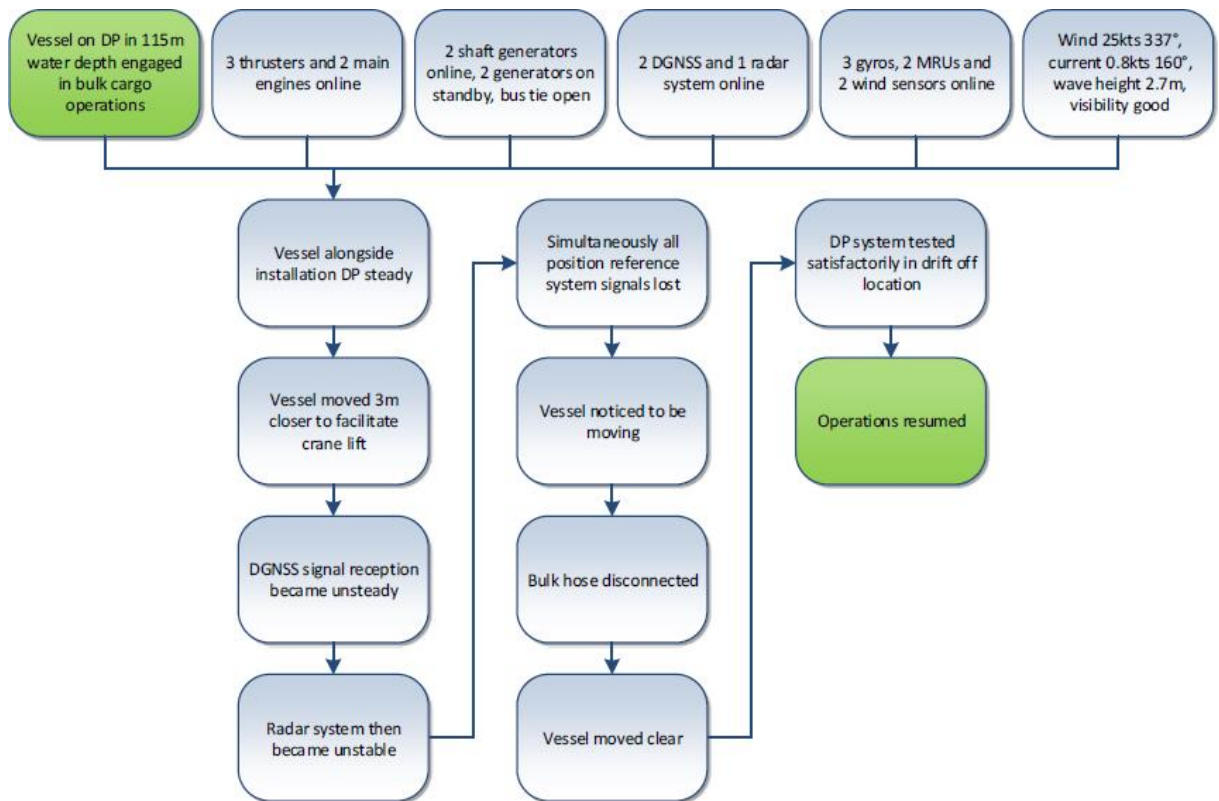 Vessel on DP in 115m
water depth engaged
in bulk cargo
operations
3 thrusters and 2 main
engines online
2 shaft generators
online, 2 generators on
standby, bus tie open
2 DGNSS and 1 radar
system online
3 gyros, 2 MRUs and
2 wind sensors online
Wind 25kts 337°,
current 0.8kts 160°,
wave height 2.7m,
visibility good
Vessel alongside
installation DP steady
Vessel moved 3m
closer to facilitate
crane lift
DGNSS signal reception
became unsteady
Radar system then
became unstable
Simultaneously all
position reference
system signals lost
Vessel noticed to be
moving
Bulk hose disconnected
Vessel moved clear
DP system tested
satisfactorily in drift off
location
Operations resumed